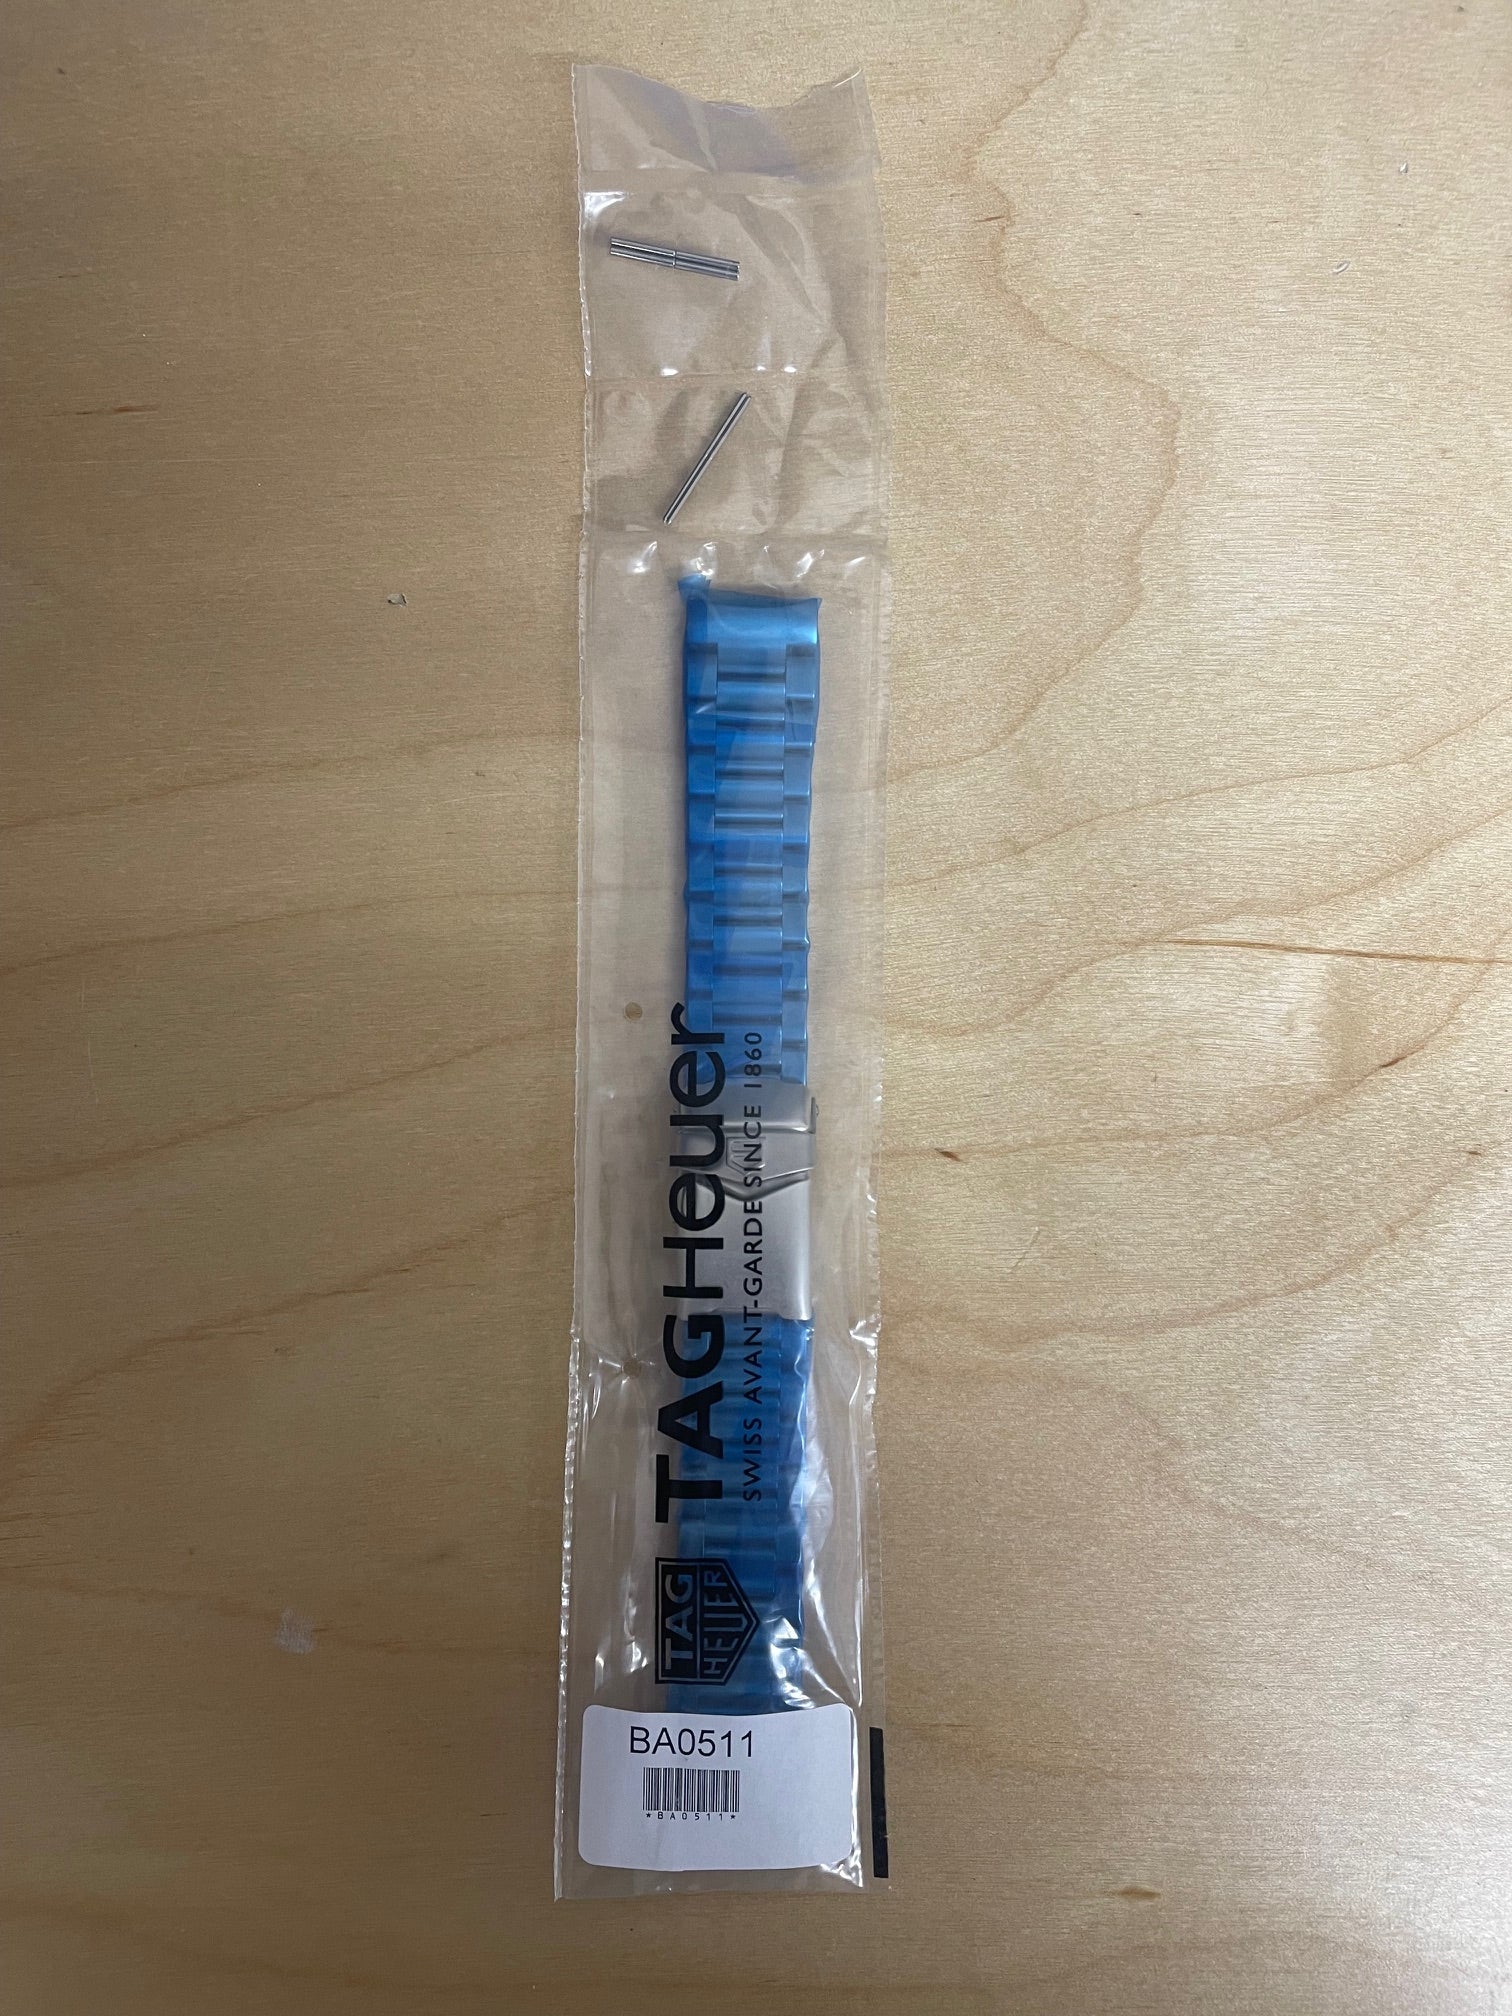 TAG
HEUER
TAGHeuer
SWISS AVANT-GARDE SINCE 1860
BA0511
*BA0511*